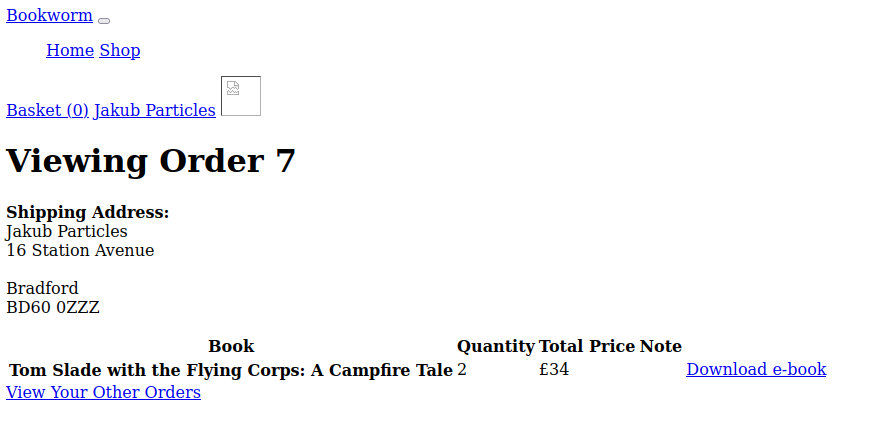 Bookworm
Home Shop
Basket (0) Jakub Particles
Viewing Order 7
Shipping Address:
Jakub Particles
16 Station Avenue
Bradford
BD60 0ZZZ
Book Quantity Total Price Note
Tom Slade with the Flying Corps: A Campfire Tale 2 £34 Download e-book
View Your Other Orders